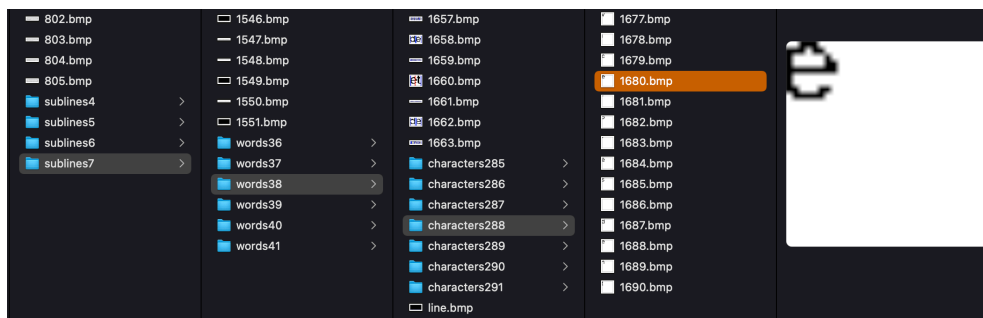 802.bmp
803.bmp
804.bmp
805.bmp
sublines4
sublines5
sublines6
sublines7
1546.bmp
1547.bmp
1548.bmp
1549.bmp
1550.bmp
1551.bmp
words36
words37
words38
words39
words40
words41
1657.bmp
1658.bmp
1659.bmp
1660.bmp
1661.bmp
1662.bmp
1663.bmp
characters285
characters286
characters287
characters288
characters289
characters290
characters291
line.bmp
1677.bmp
1678.bmp
1679.bmp
1680.bmp
1681.bmp
1682.bmp
1683.bmp
1684.bmp
1685.bmp
1686.bmp
1687.bmp
1688.bmp
1689.bmp
1690.bmp
e